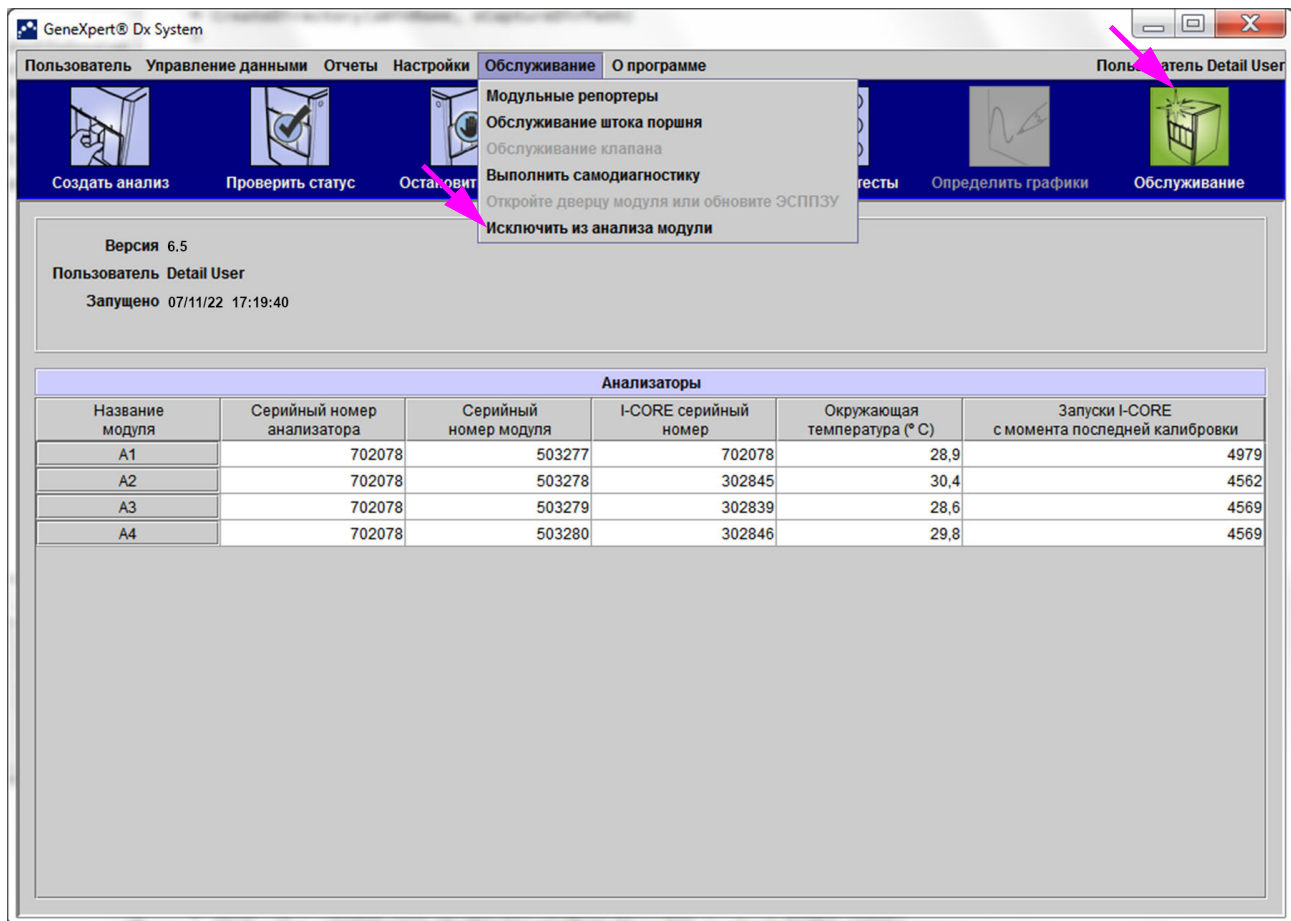 GeneXpert® Dx System
Пользователь Управление данными Отчеты Настройки Обслуживание О программе Пользователь Detail User
Модульные репортеры
Обслуживание штока поршня
Обслуживание клапана
Выполнить самодиагностику
Откройте дверцу модуля или обновите ЭСППЗУ
Исключить из анализа модули
Создать анализ Проверить статус Определить графики Обслуживание
Версия 6.5
Пользователь Detail User
Запущено 07/11/22 17:19:40
Анализаторы
Название модуля Серийный номер анализатора Серийный номер модуля I-CORE серийный номер Окружающая температура (° C) Запуски I-CORE с момента последней калибровки
A1 702078 503277 702078 28,9 4979
A2 702078 503278 302845 30,4 4562
A3 702078 503279 302839 28,6 4569
A4 702078 503280 302846 29,8 4569